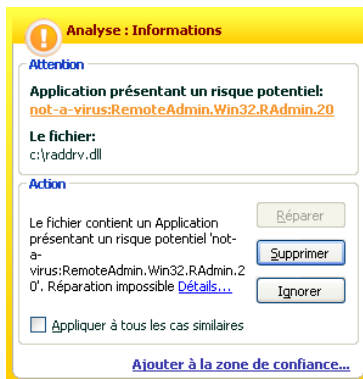 Analyse : Informations
Attention
Application présentant un risque potentiel:
not-a-virus:RemoteAdmin.Win32.RAdmin.20
Le fichier:
c:\raddrv.dll
Action
Le fichier contient un Application
présentant un risque potentiel 'not-
a-
virus:RemoteAdmin.Win32.RAdmin.2
0'. Réparation impossible Détails...
Réparer
Supprimer
Ignorer
Appliquer à tous les cas similaires
Ajouter à la zone de confiance...